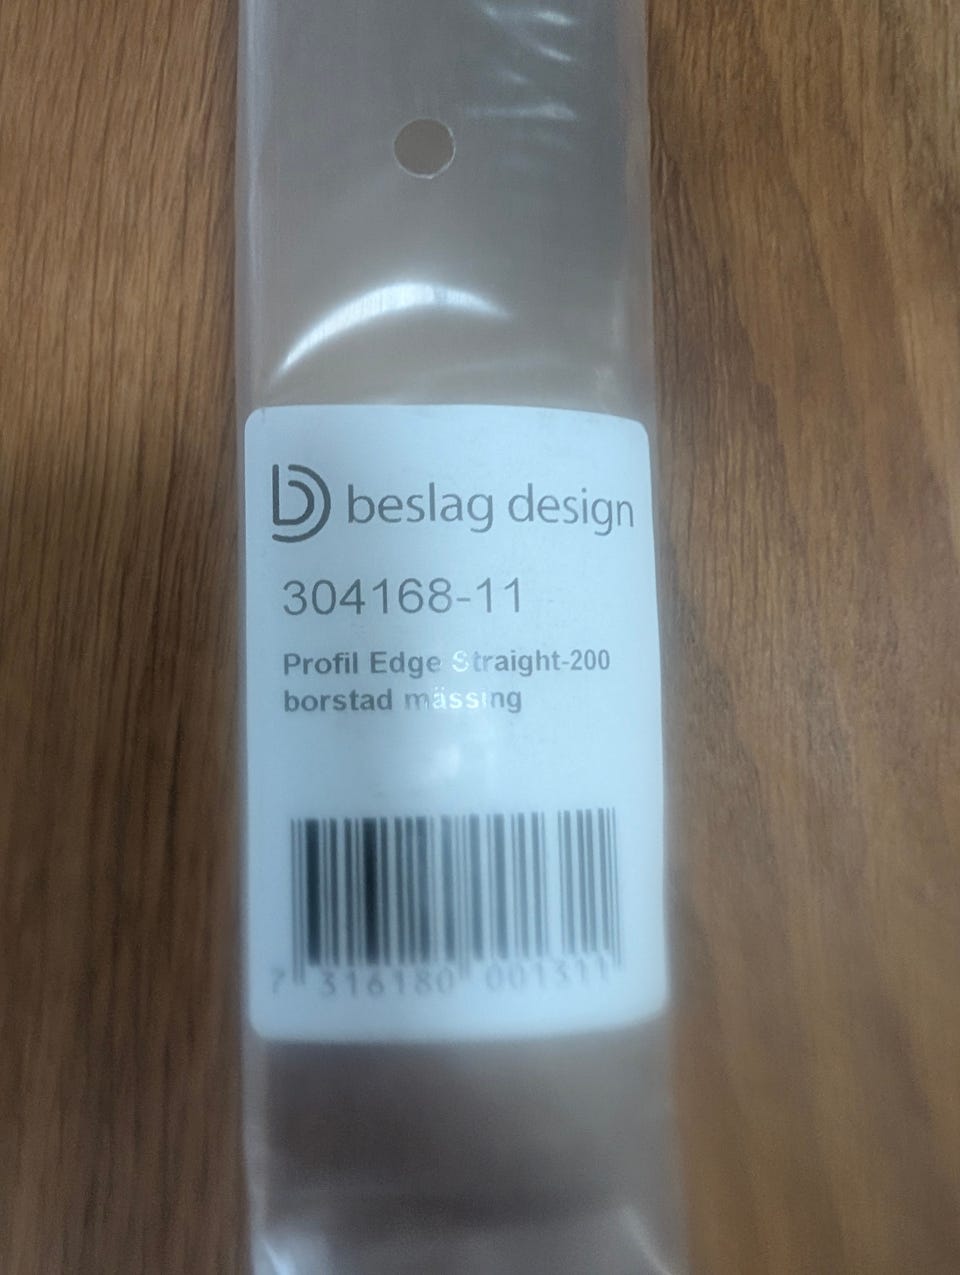 beslag design
304168-11
Profil Edge Straight-200
borstad mässing
7 316180 001311